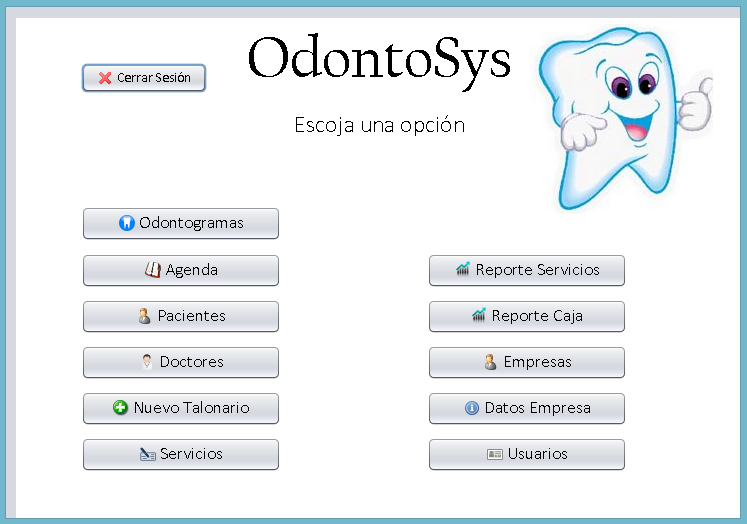 OdontoSys
Cerrar Sesión
Escoja una opción
Odontogramas
Agenda
Reporte Servicios
Pacientes
Reporte Caja
Doctores
Empresas
Nuevo Talonario
Datos Empresa
Servicios
Usuarios